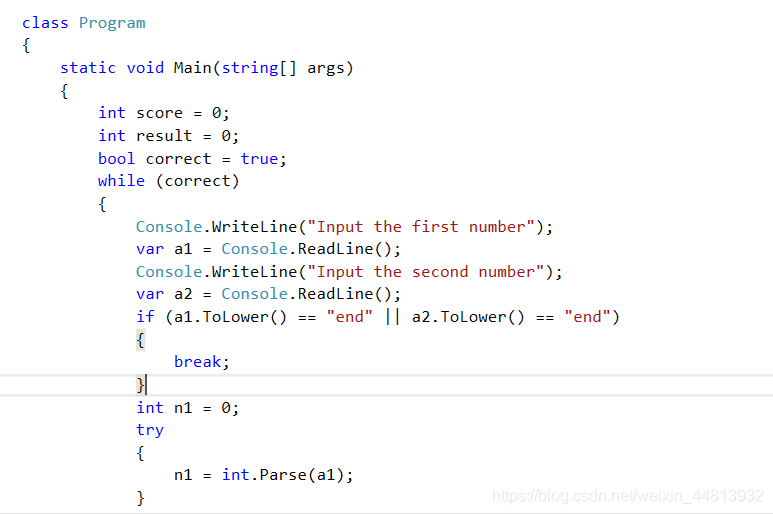 class Program
{
    static void Main(string[] args)
    {
        int score = 0;
        int result = 0;
        bool correct = true;
        while (correct)
        {
            Console.WriteLine("Input the first number");
            var a1 = Console.ReadLine();
            Console.WriteLine("Input the second number");
            var a2 = Console.ReadLine();
            if (a1.ToLower() == "end" || a2.ToLower() == "end")
            {
                break;
            }
            int n1 = 0;
            try
            {
                n1 = int.Parse(a1);
            }
https://blog.csdn.net/weixin_44813932